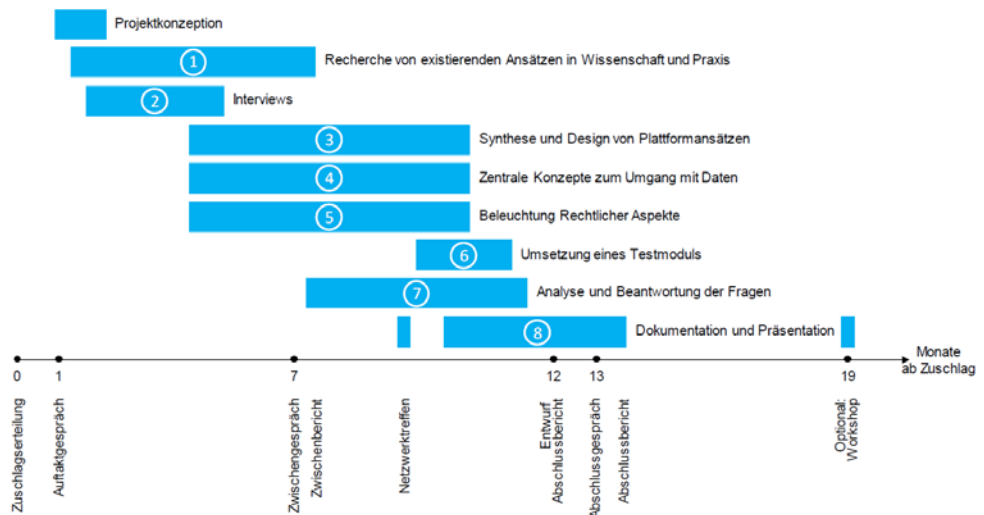 Projektkonzeption
1
Recherche von existierenden Ansätzen in Wissenschaft und Praxis
2
Interviews
3
Synthese und Design von Plattformansätzen
4
Zentrale Konzepte zum Umgang mit Daten
5
Beleuchtung Rechtlicher Aspekte
6
Umsetzung eines Testmoduls
7
Analyse und Beantwortung der Fragen
8
Dokumentation und Präsentation
Monate
ab Zuschlag
0
1
7
12
13
19
Zuschlagserteilung
Auftaktgespräch
Zwischengespräch
Zwischenbericht
Netzwerktreffen
Entwurf
Abschlussbericht
Abschlussgespräch
Abschlussbericht
Optional:
Workshop